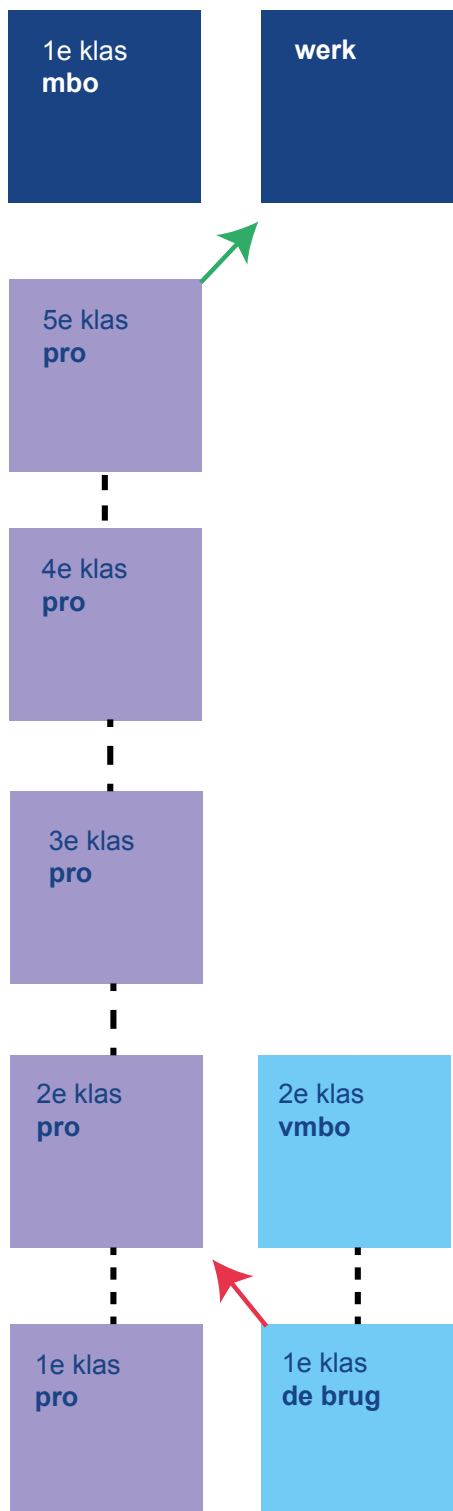 1e klas
mbo
werk
5e klas
pro
4e klas
pro
3e klas
pro
2e klas
pro
2e klas
vmbo
1e klas
pro
1e klas
de brug